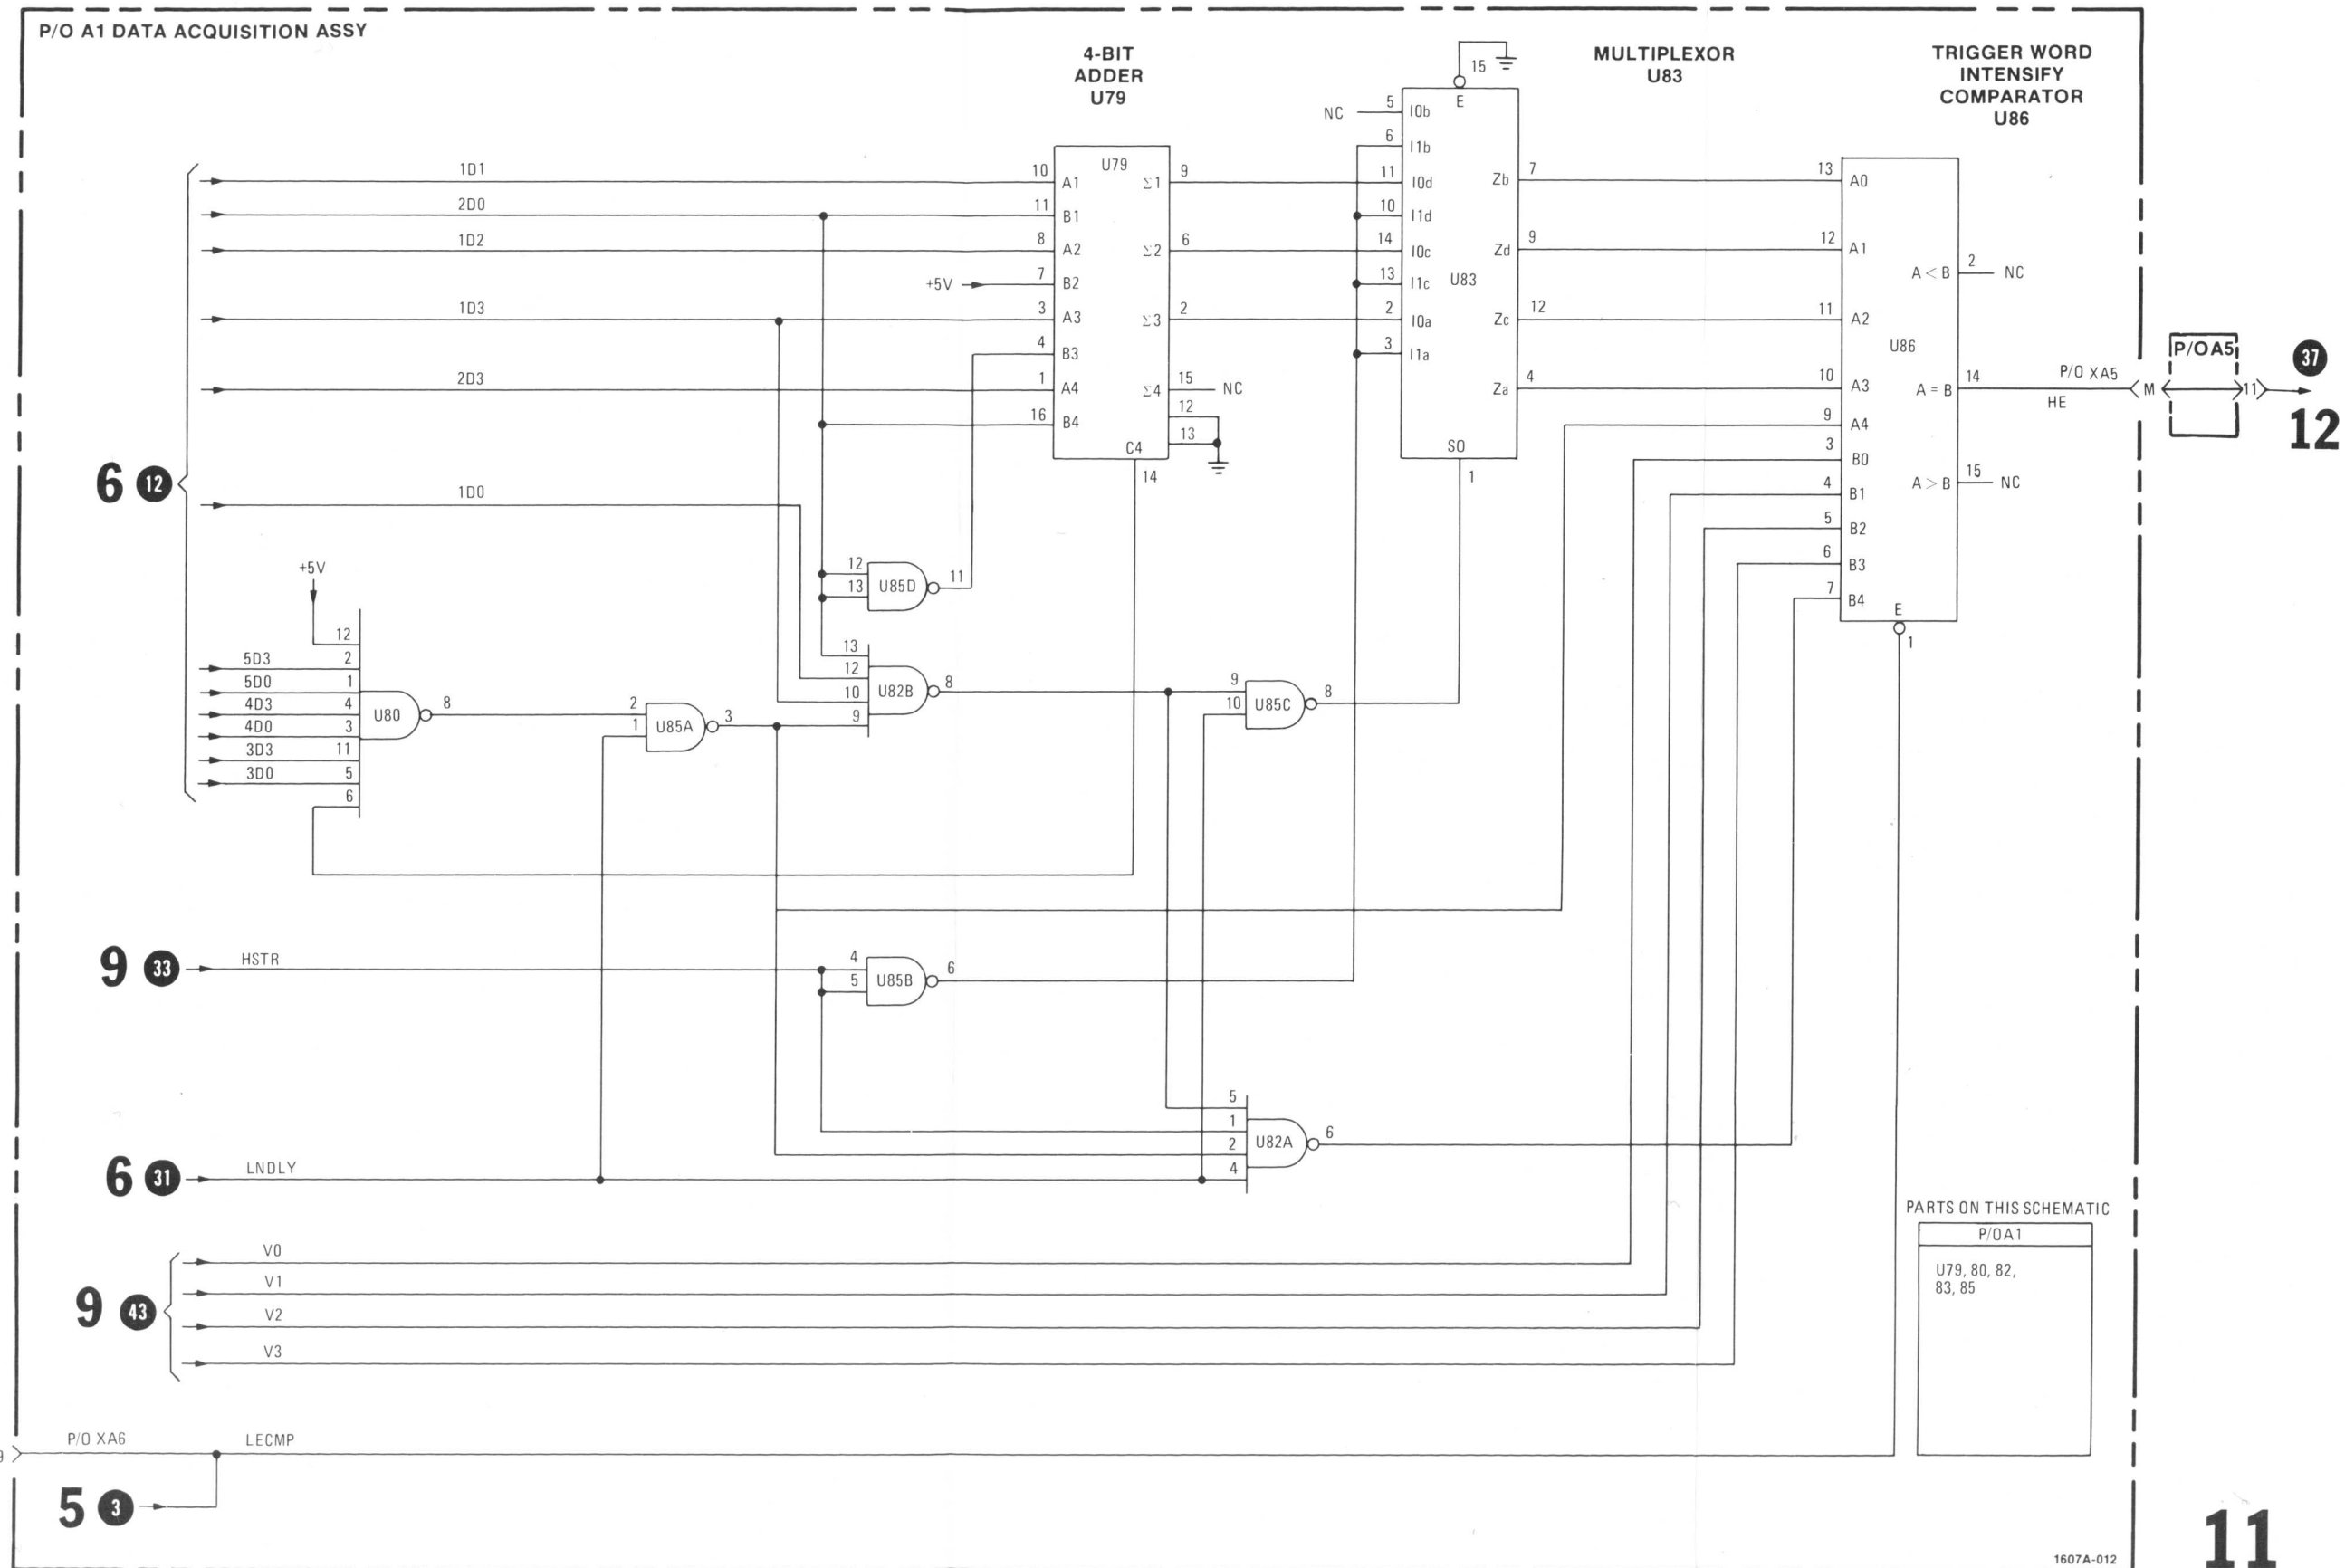 P/O A1 DATA ACQUISITION ASSY
4-BIT
ADDER
U79
MULTIPLEXOR
U83
TRIGGER WORD
INTENSIFY
COMPARATOR
U86
1D1
2D0
1D2
+5V
1D3
2D3
1D0
6 12
10 A1
11 B1
8 A2
7 B2
3 A3
4 B3
1 A4
16 B4
U79
Σ1 9
Σ2 6
Σ3 2
Σ4 15 NC
12
13
C4
14
15
E
NC 5 I0b
6 I1b
11 I0d
10 I1d
14 I0c
13 I1c
2 I0a
3 I1a
U83
Zb 7
Zd 9
Zc 12
Za 4
SO
1
13 A0
12 A1
11 A2
10 A3
9 A4
3 B0
4 B1
5 B2
6 B3
7 B4
U86
A < B 2 NC
A = B 14
A > B 15 NC
E
1
P/O XA5
HE
M
P/OA5
11
37
12
+5V
12
5D3 2
5D0 1
4D3 4
4D0 3
3D3 11
3D0 5
6
U80 8
2
1
U85A 3
12
13
U85D 11
13
12
10
9
U82B 8
9
10
U85C 8
9 33
HSTR
4
5
U85B 6
5
1
2
4
U82A 6
6 31
LNDLY
9 43
V0
V1
V2
V3
P/O XA6
LECMP
5 3
PARTS ON THIS SCHEMATIC
P/OA1
U79, 80, 82,
83, 85
1607A-012
11